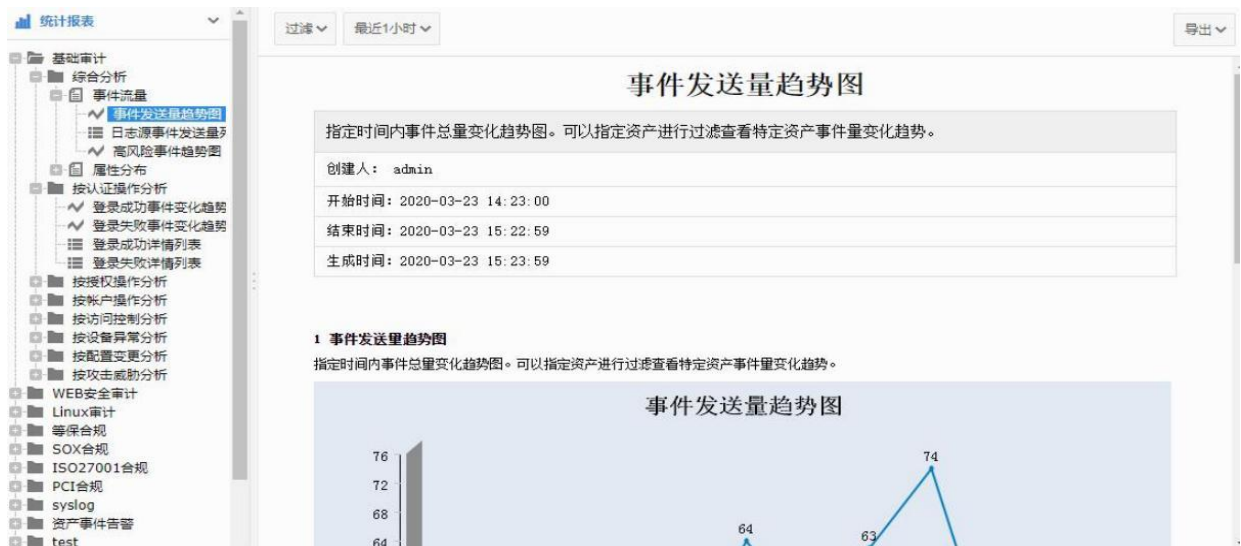 统计报表
基础审计
综合分析
事件流量
事件发送量趋势图
日志源事件发送量
高风险事件趋势图
属性分布
按认证操作分析
登录成功事件变化趋势
登录失败事件变化趋势
登录成功详情列表
登录失败详情列表
按授权操作分析
按帐户操作分析
按访问控制分析
按设备异常分析
按配置变更分析
按攻击威胁分析
WEB安全审计
Linux审计
等保合规
SOX合规
ISO27001合规
PCI合规
syslog
资产事件告警
test
过滤 最近1小时 导出
事件发送量趋势图
指定时间内事件总量变化趋势图。可以指定资产进行过滤查看特定资产事件量变化趋势。
创建人: admin
开始时间: 2020-03-23 14:23:00
结束时间: 2020-03-23 15:22:59
生成时间: 2020-03-23 15:23:59
1 事件发送量趋势图
指定时间内事件总量变化趋势图。可以指定资产进行过滤查看特定资产事件量变化趋势。
事件发送量趋势图
76
74
72
68
64
63
64